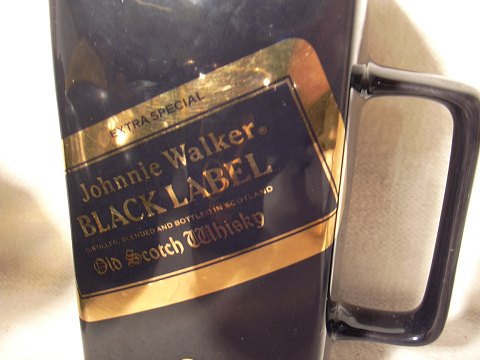 EXTRA SPECIAL
Johnnie Walker®
BLACK LABEL
DISTILLED, BLENDED AND BOTTLED IN SCOTLAND
Old Scotch Whisky